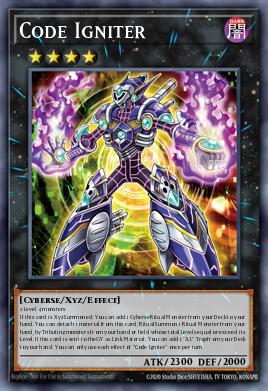 CODE IGNITER
DARK
闇
[CYBERSE/XYZ/EFFECT]
2 Level 4 monsters
If this card is Xyz Summoned: You can add 1 Cyberse Ritual Monster from your Deck to your
hand. You can detach 1 material from this card; Ritual Summon 1 Ritual Monster from your
hand, by Tributing monsters from your hand or field whose total Levels equal or exceed its
Level. If this card is sent to the GY as Link Material: You can add 1 "A.I." Trap from your Deck
to your hand. You can only use each effect of "Code Igniter" once per turn.
ATK/2300 DEF/2000
Replica - Not For Use in Sanctioned Tournaments
©2020 Studio Dice/SHUEISHA, TV TOKYO, KONAMI